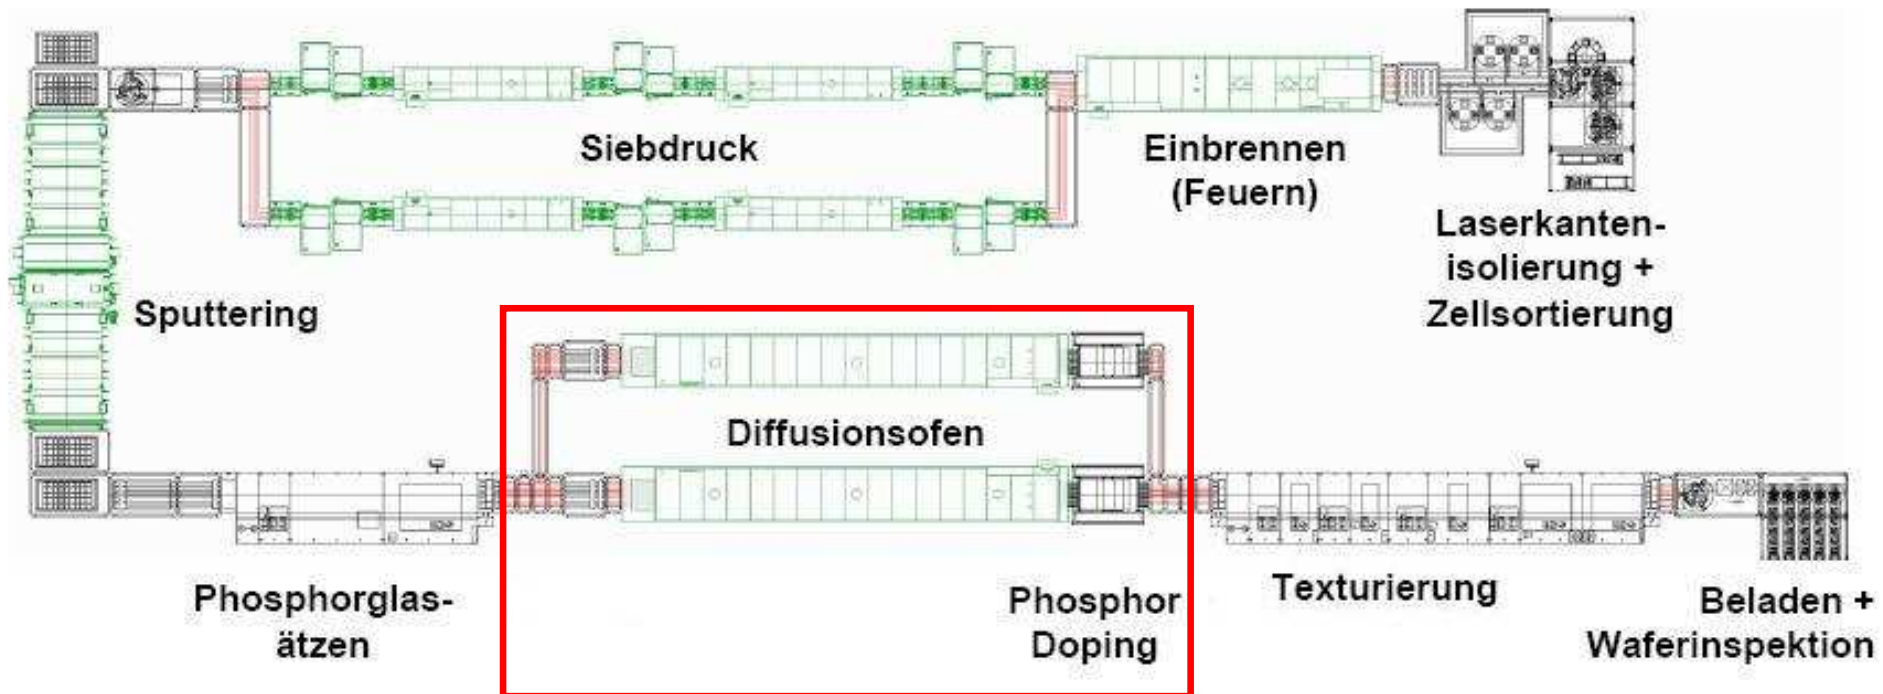 Siebdruck
Einbrennen
(Feuern)
Laserkanten-
isolierung +
Zellsortierung
Sputtering
Diffusionsofen
Phosphorglas-
ätzen
Phosphor
Doping
Texturierung
Beladen +
Waferinspektion